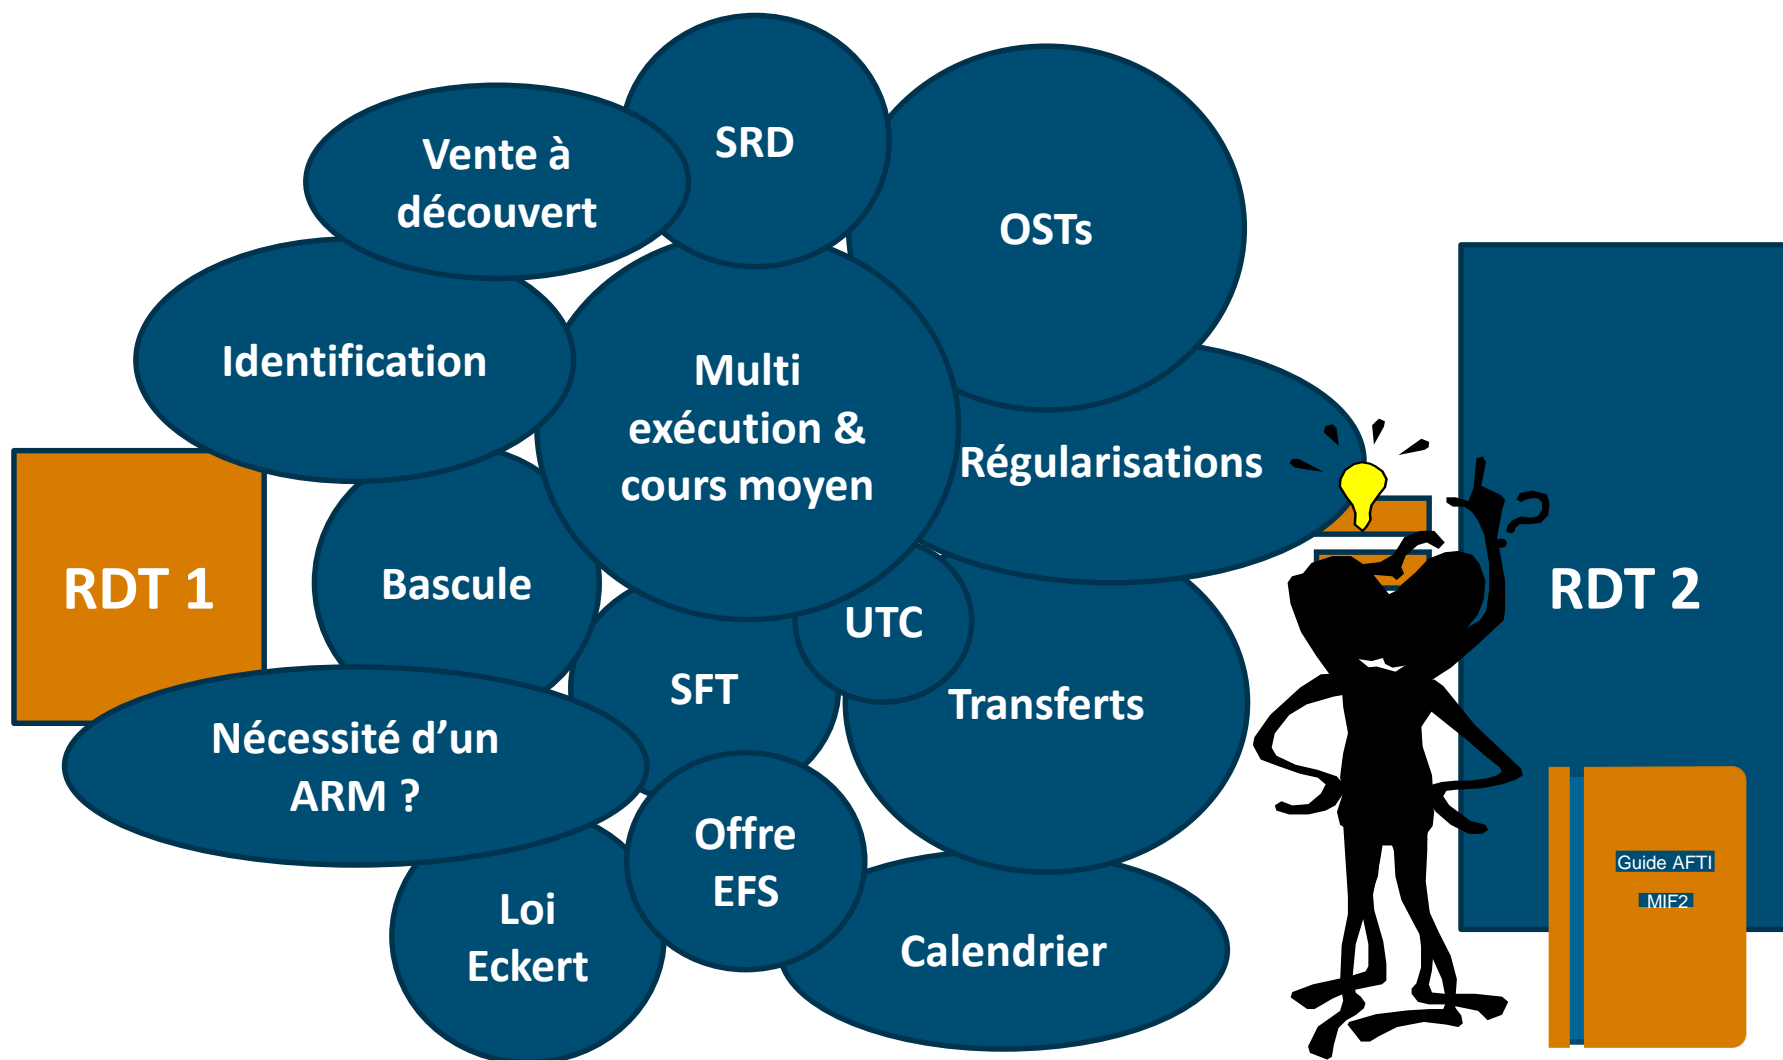 SRD
Vente à
découvert
OSTs
Identification
Multi
exécution &
cours moyen
Régularisations
RDT 1
Bascule
UTC
RDT 2
SFT
Transferts
Nécessité d’un
ARM ?
Offre
EFS
Loi
Eckert
Calendrier
Guide AFTI
MIF2